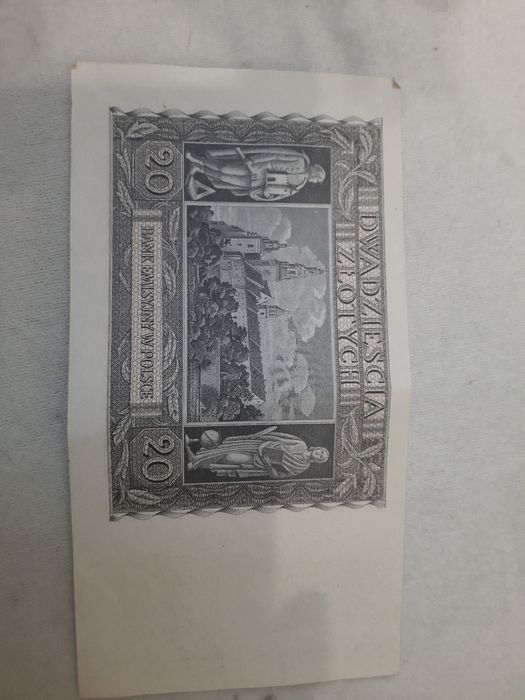 DWADZIEŚCIA
ZŁOTYCH
20
BANK EMISYJNY W POLSCE
20